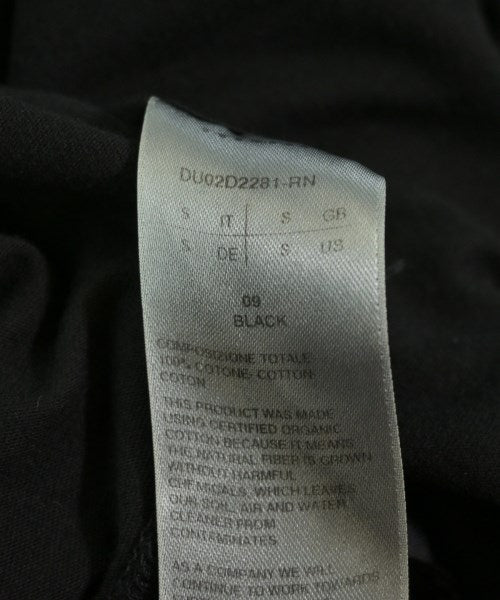 DU02D2281-RN
S IT S GB
S DE S US
09
BLACK
COMPOSIZIONE TOTALE:
100% COTONE- COTTON-
COTON
THIS PRODUCT WAS MADE
USING CERTIFIED ORGANIC
COTTON BECAUSE IT MEANS
THE NATURAL FIBER IS GROWN
WITHOUT HARMFUL
CHEMICALS, WHICH LEAVES
OUR SOIL, AIR AND WATER
CLEANER FROM
CONTAMINATES.
AS A COMPANY WE WILL
CONTINUE TO WORK TOWARDS